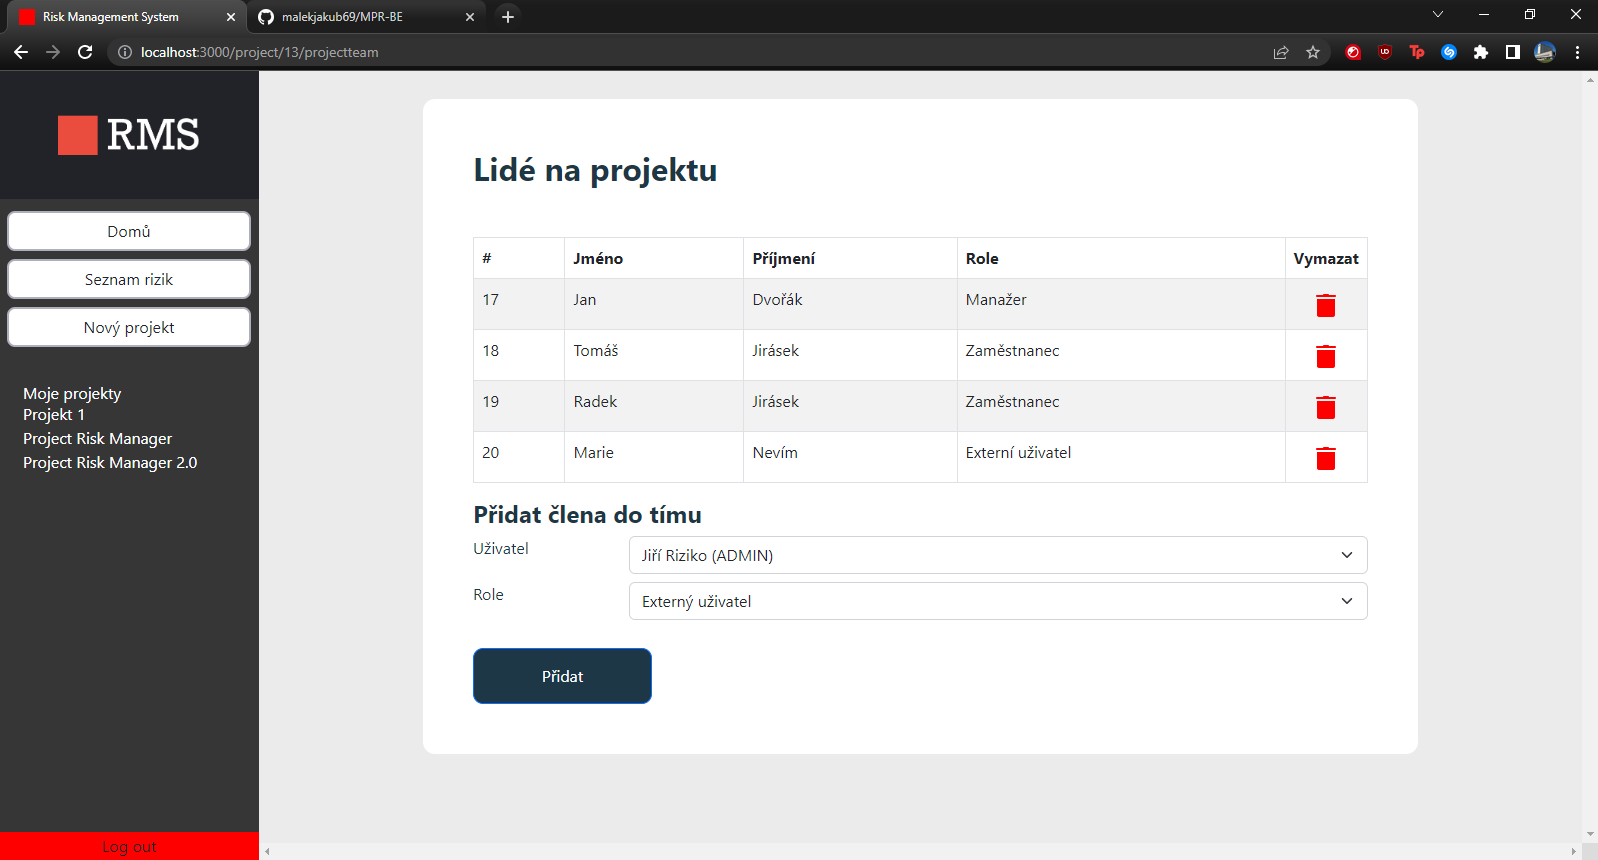 Risk Management System
malekjakub69/MPR-BE
localhost:3000/project/13/projectteam
RMS
Domů
Seznam rizik
Nový projekt
Moje projekty
Projekt 1
Project Risk Manager
Project Risk Manager 2.0
Log out
Lidé na projektu
# Jméno Příjmení Role Vymazat
17 Jan Dvořák Manažer
18 Tomáš Jirásek Zaměstnanec
19 Radek Jirásek Zaměstnanec
20 Marie Nevím Externí uživatel
Přidat člena do tímu
Uživatel Jiří Riziko (ADMIN)
Role Externý uživatel
Přidat